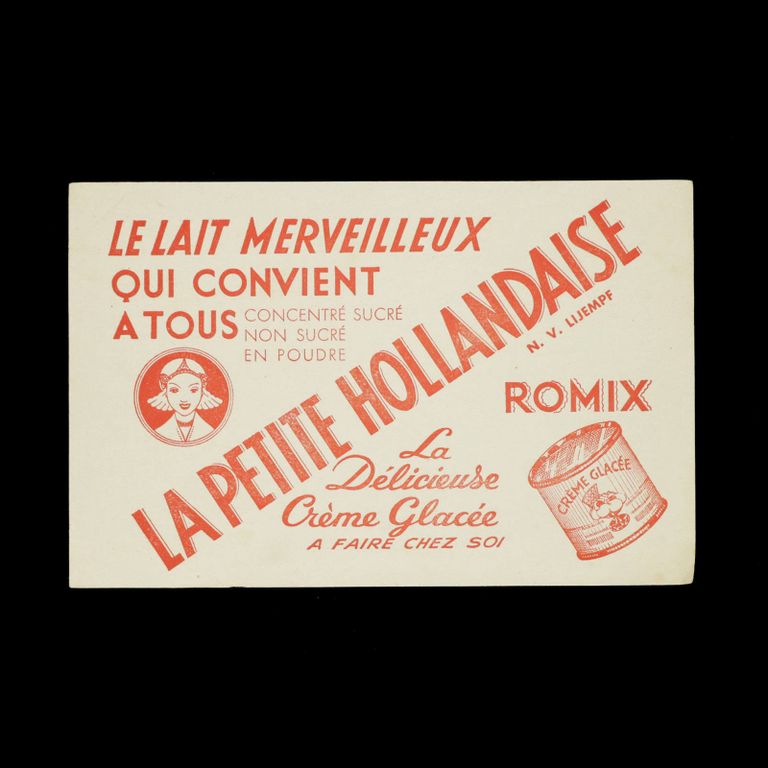 LE LAIT MERVEILLEUX
QUI CONVIENT
A TOUS
CONCENTRÉ SUCRÉ
NON SUCRÉ
EN POUDRE
LA PETITE HOLLANDAISE
N. V. LIJEMPF
ROMIX
La
Délicieuse
Crème Glacée
A FAIRE CHEZ SOI
CRÈME GLACÉE